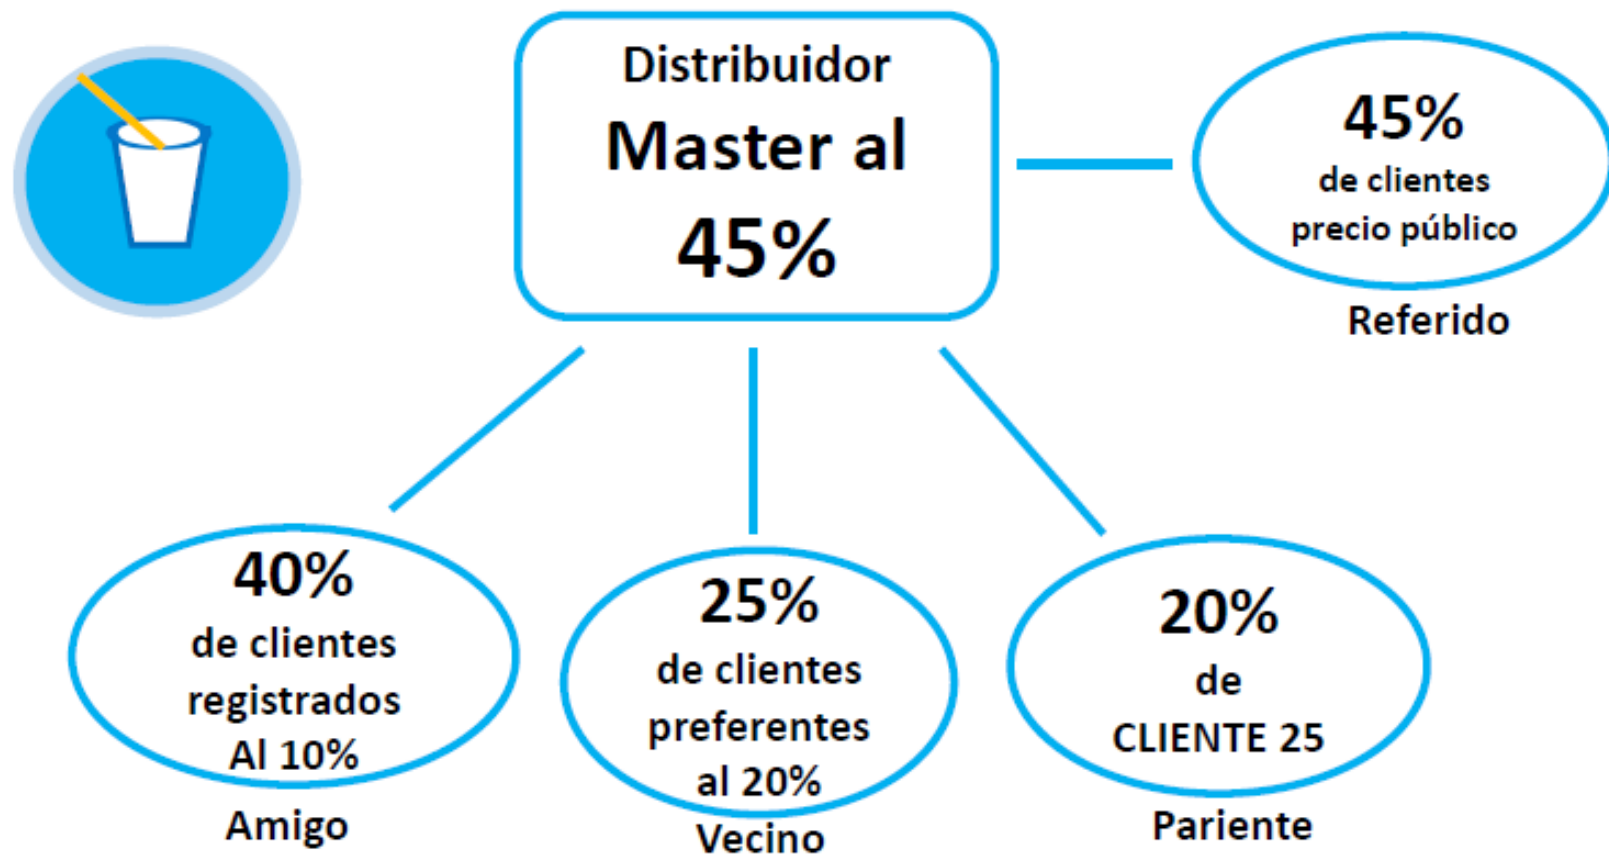 Distribuidor
Master al
45%
45%
de clientes
precio público
Referido
40%
de clientes
registrados
Al 10%
Amigo
25%
de clientes
preferentes
al 20%
Vecino
20%
de
CLIENTE 25
Pariente